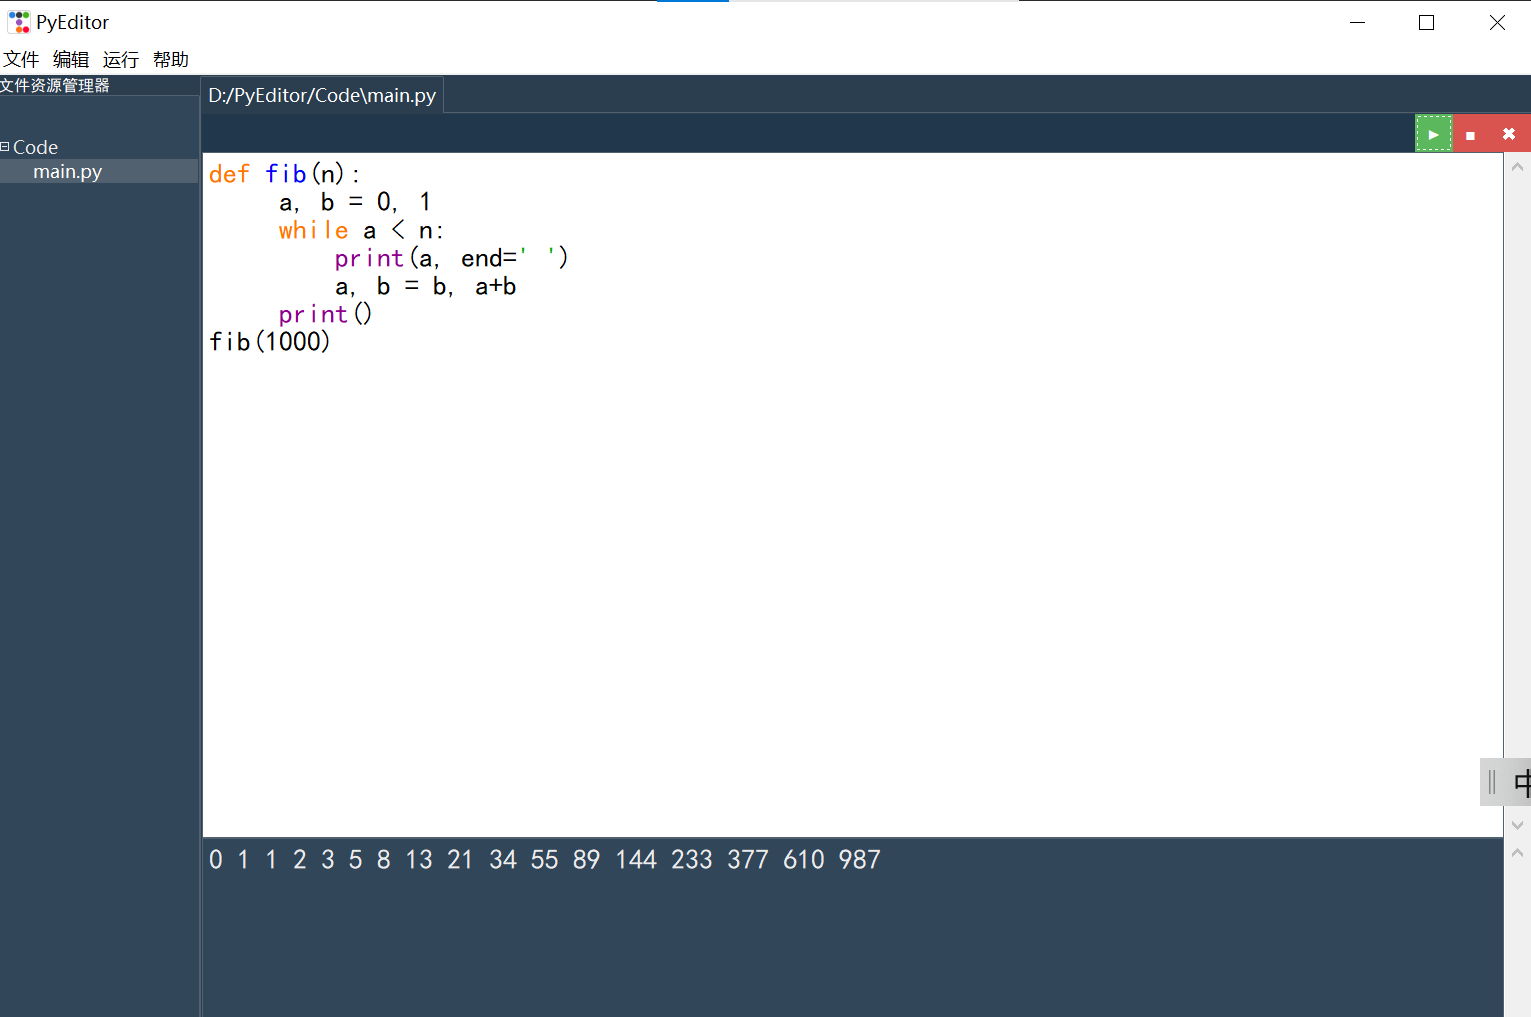 PyEditor
文件 编辑 运行 帮助
文件资源管理器
D:/PyEditor/Code\main.py
Code
main.py
def fib(n):
     a, b = 0, 1
     while a < n:
         print(a, end=' ')
         a, b = b, a+b
     print()
fib(1000)
中
0 1 1 2 3 5 8 13 21 34 55 89 144 233 377 610 987